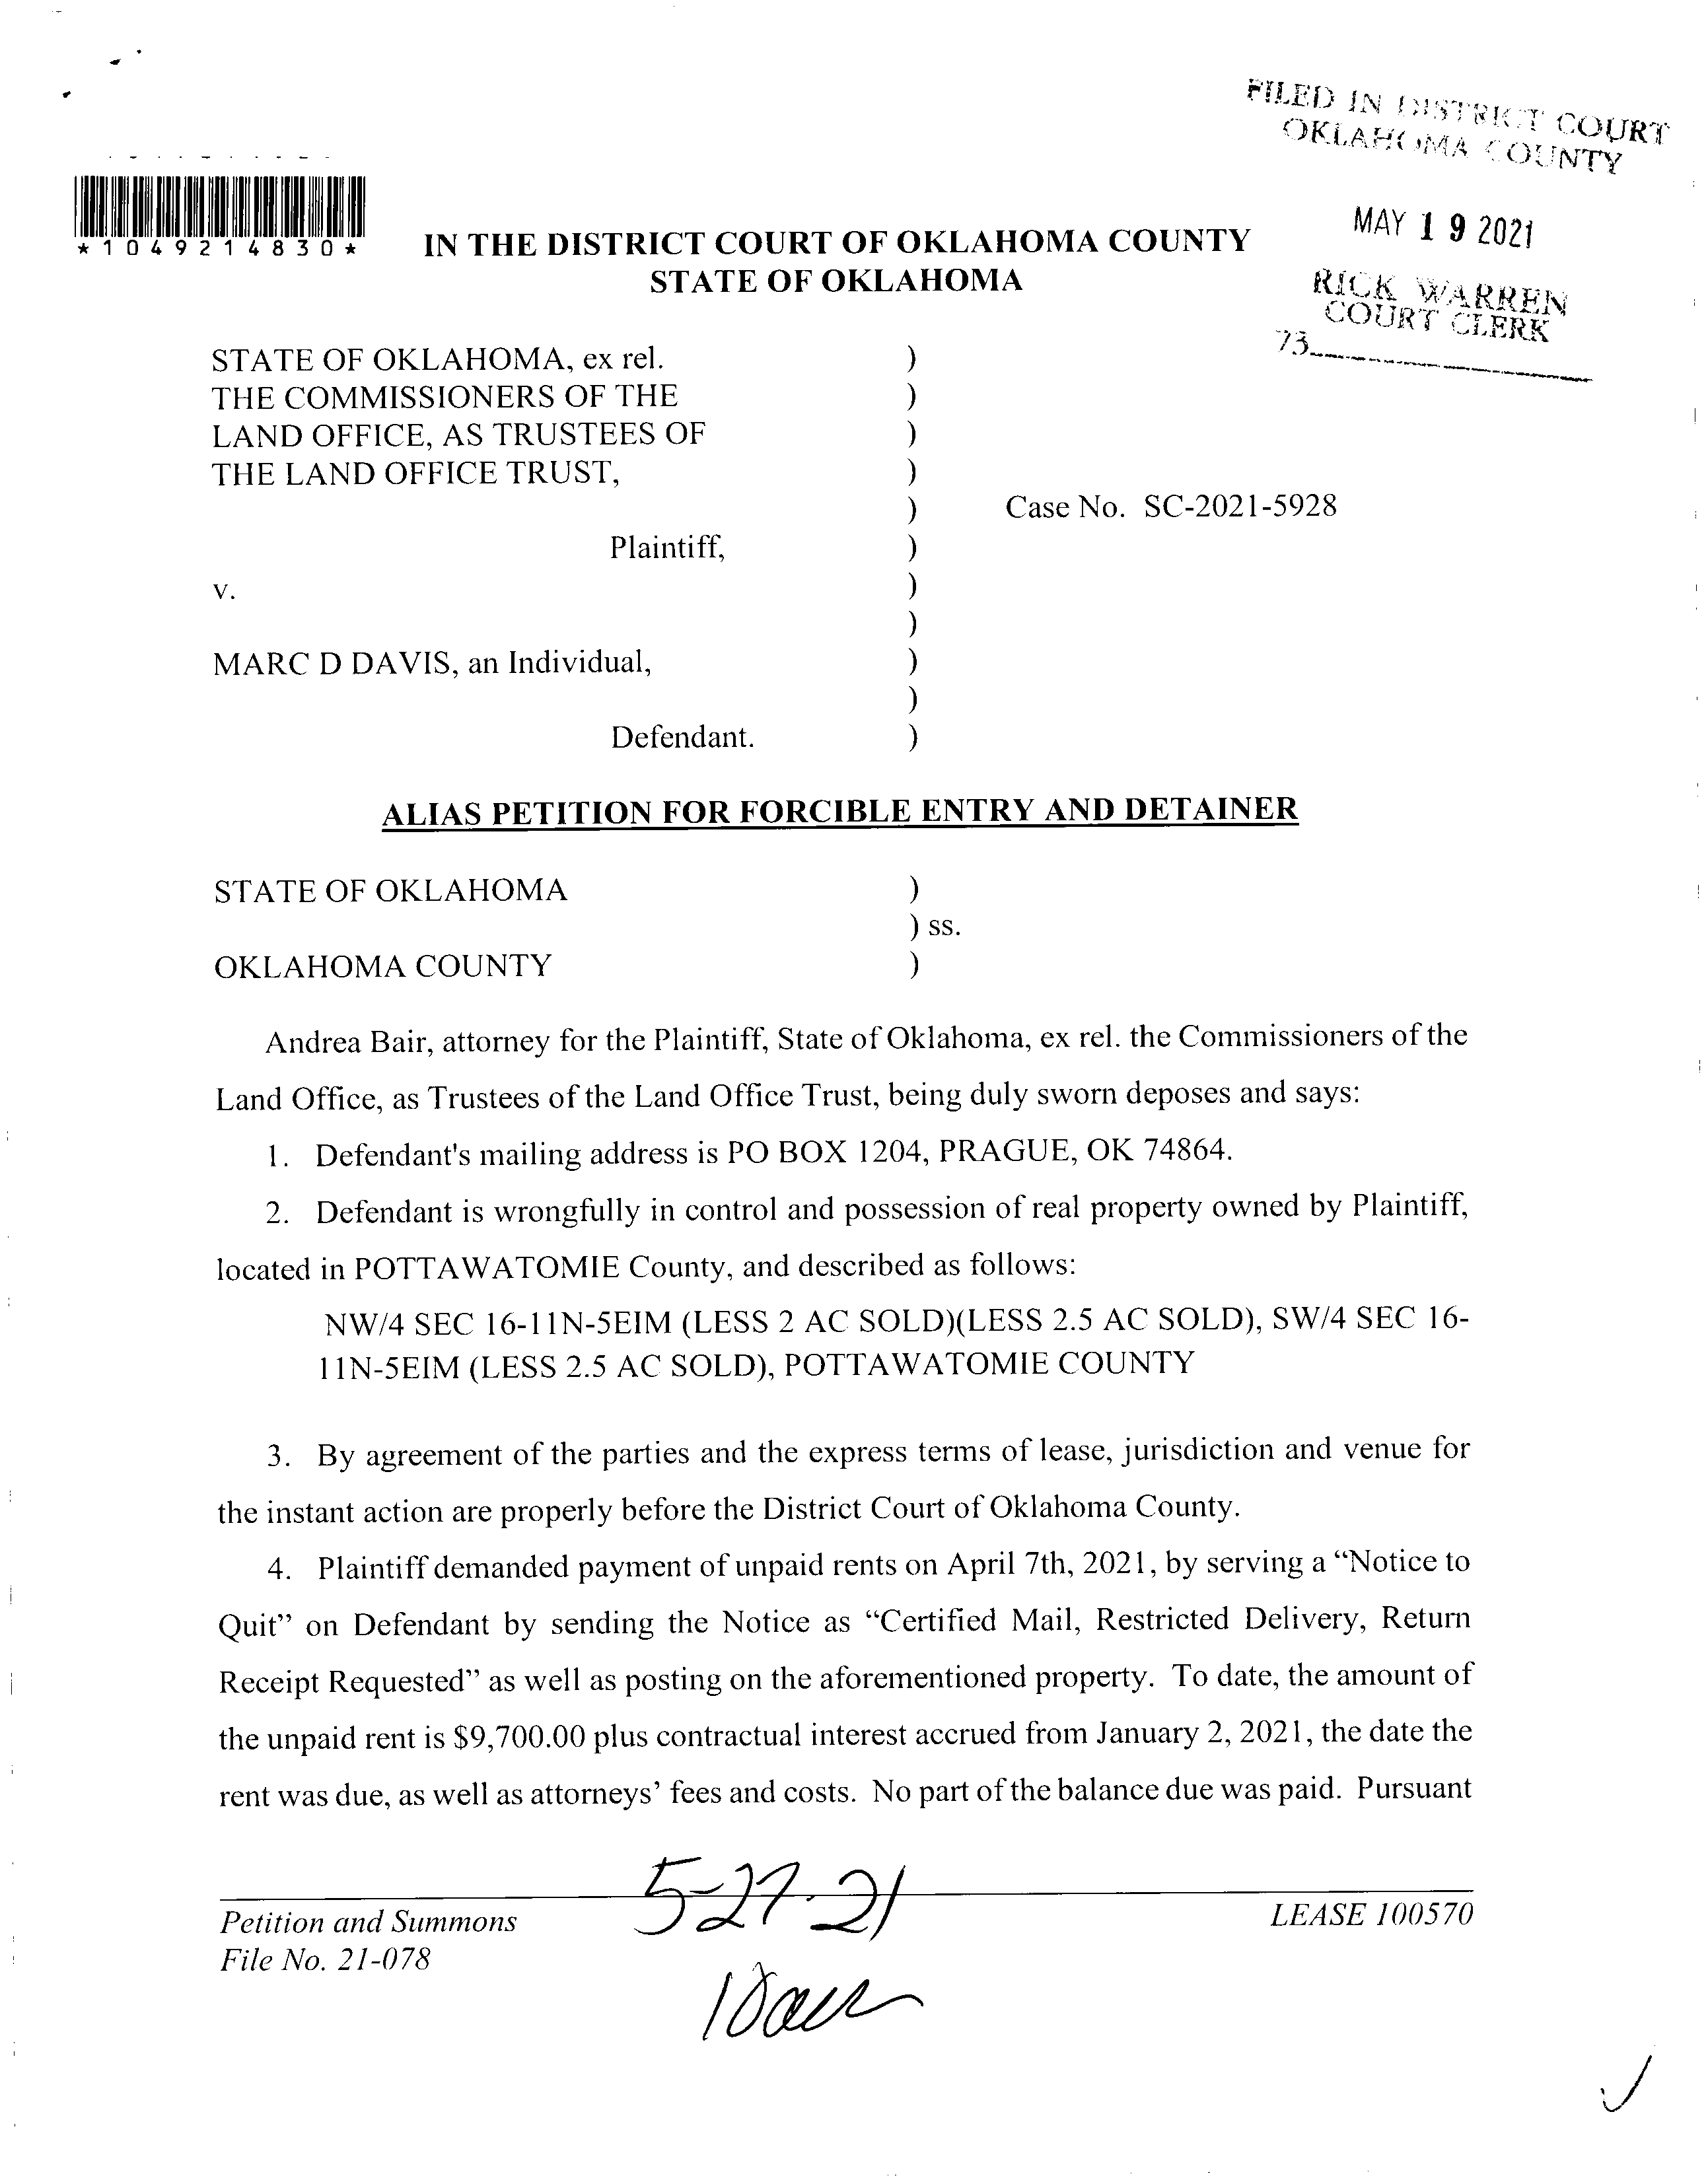 FILED IN DISTRICT COURT
OKLAHOMA COUNTY
MAY 19 2021
RICK WARREN
COURT CLERK
73
*1049214830*
IN THE DISTRICT COURT OF OKLAHOMA COUNTY
STATE OF OKLAHOMA
STATE OF OKLAHOMA, ex rel. )
THE COMMISSIONERS OF THE )
LAND OFFICE, AS TRUSTEES OF )
THE LAND OFFICE TRUST, )
) Case No. SC-2021-5928
Plaintiff, )
v. )
)
MARC D DAVIS, an Individual, )
)
Defendant. )
ALIAS PETITION FOR FORCIBLE ENTRY AND DETAINER
STATE OF OKLAHOMA )
) ss.
OKLAHOMA COUNTY )
Andrea Bair, attorney for the Plaintiff, State of Oklahoma, ex rel. the Commissioners of the
Land Office, as Trustees of the Land Office Trust, being duly sworn deposes and says:
1. Defendant's mailing address is PO BOX 1204, PRAGUE, OK 74864.
2. Defendant is wrongfully in control and possession of real property owned by Plaintiff,
located in POTTAWATOMIE County, and described as follows:
NW/4 SEC 16-11N-5EIM (LESS 2 AC SOLD)(LESS 2.5 AC SOLD), SW/4 SEC 16-
11N-5EIM (LESS 2.5 AC SOLD), POTTAWATOMIE COUNTY
3. By agreement of the parties and the express terms of lease, jurisdiction and venue for
the instant action are properly before the District Court of Oklahoma County.
4. Plaintiff demanded payment of unpaid rents on April 7th, 2021, by serving a “Notice to
Quit” on Defendant by sending the Notice as “Certified Mail, Restricted Delivery, Return
Receipt Requested” as well as posting on the aforementioned property. To date, the amount of
the unpaid rent is $9,700.00 plus contractual interest accrued from January 2, 2021, the date the
rent was due, as well as attorneys’ fees and costs. No part of the balance due was paid. Pursuant
5-27-21
Petition and Summons
LEASE 100570
File No. 21-078